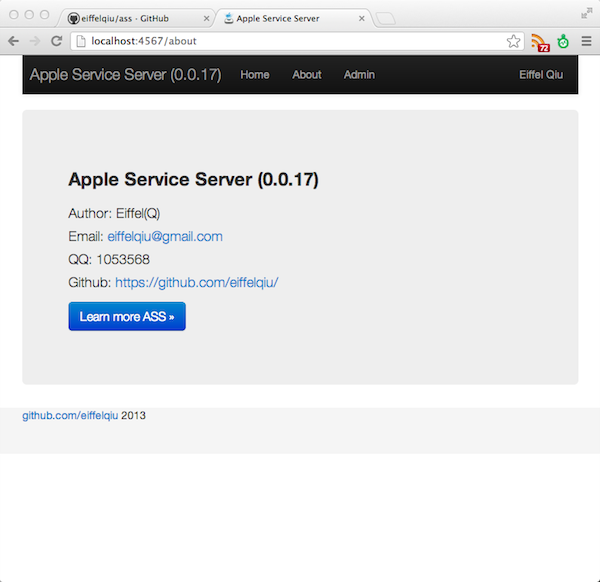 eiffelqiu/ass · GitHub
Apple Service Server
localhost:4567/about
72
Apple Service Server (0.0.17) Home About Admin Eiffel Qiu
Apple Service Server (0.0.17)
Author: Eiffel(Q)
Email: eiffelqiu@gmail.com
QQ: 1053568
Github: https://github.com/eiffelqiu/
Learn more ASS »
github.com/eiffelqiu 2013